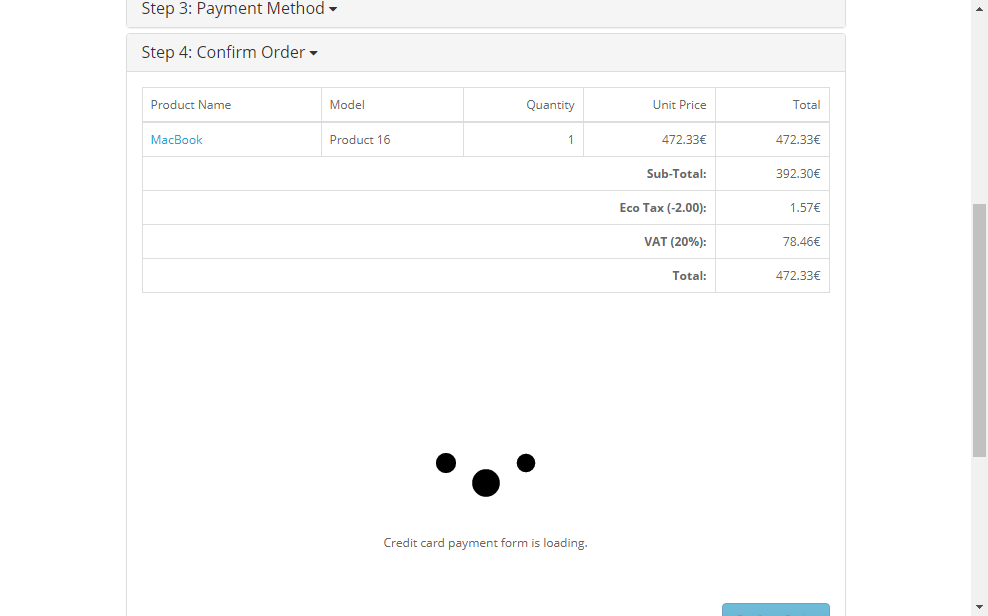 Step 3: Payment Method
Step 4: Confirm Order
Product Name Model Quantity Unit Price Total
MacBook Product 16 1 472.33€ 472.33€
Sub-Total: 392.30€
Eco Tax (-2.00): 1.57€
VAT (20%): 78.46€
Total: 472.33€
Credit card payment form is loading.